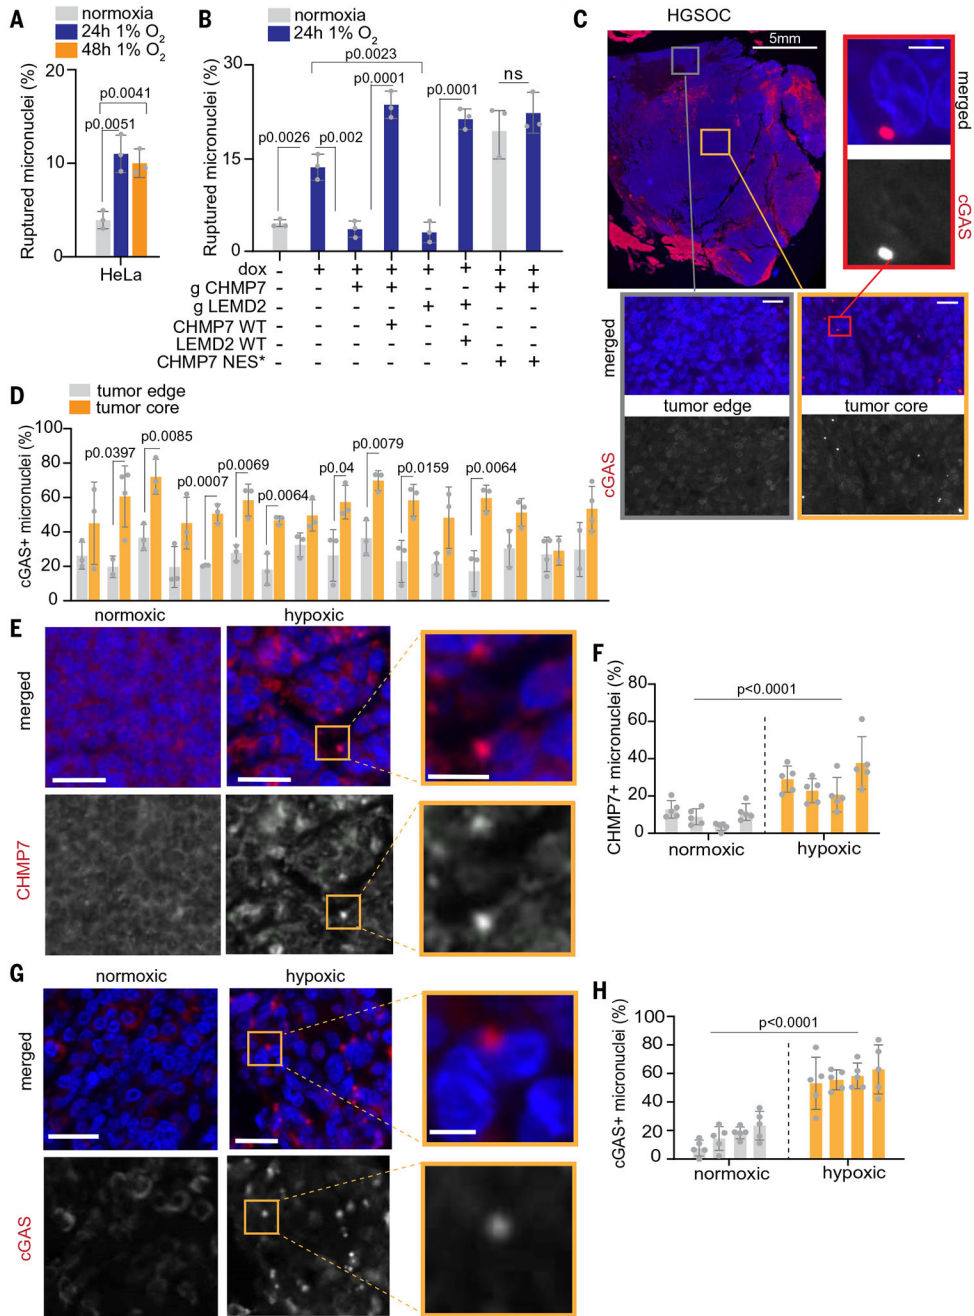 A
normoxia
24h 1% O2
48h 1% O2
Ruptured micronuclei (%)
20
10
0
p0.0041
p0.0051
HeLa
B
normoxia
24h 1% O2
Ruptured micronuclei (%)
30
15
0
p0.0023
p0.0001
p0.0001
ns
p0.0026
p0.002
dox - + + + + + + +
g CHMP7 - - + + - - + +
g LEMD2 - - - - + + - -
CHMP7 WT - - - + - - - -
LEMD2 WT - - - - - + - -
CHMP7 NES* - - - - - - + +
C
HGSOC
5mm
merged
cGAS
merged
tumor edge
tumor core
cGAS
D
tumor edge
tumor core
cGAS+ micronuclei (%)
100
80
60
40
20
0
p0.0397
p0.0085
p0.0007
p0.0069
p0.0064
p0.04
p0.0079
p0.0159
p0.0064
E
normoxic
hypoxic
merged
CHMP7
F
CHMP7+ micronuclei (%)
80
60
40
20
0
p<0.0001
normoxic
hypoxic
G
normoxic
hypoxic
merged
cGAS
H
cGAS+ micronuclei (%)
100
80
60
40
20
0
p<0.0001
normoxic
hypoxic